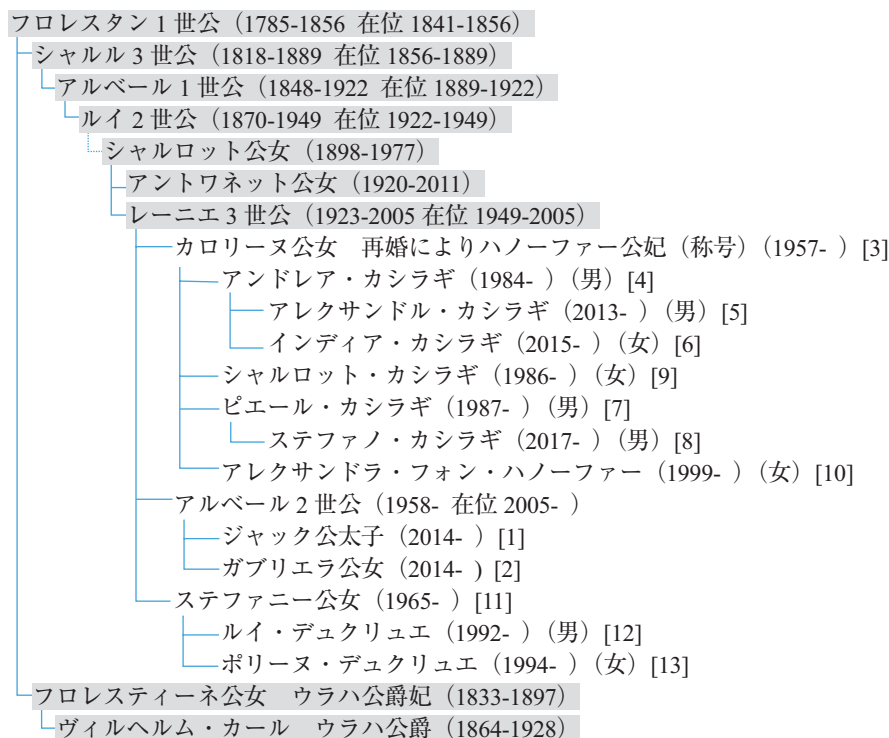 フロレスタン 1 世公（1785-1856 在位 1841-1856）
シャルル 3 世公（1818-1889 在位 1856-1889）
アルベール 1 世公（1848-1922 在位 1889-1922）
ルイ 2 世公（1870-1949 在位 1922-1949）
シャルロット公女（1898-1977）
アントワネット公女（1920-2011）
レーニエ 3 世公（1923-2005 在位 1949-2005）
カロリーヌ公女　再婚によりハノーファー公妃（称号）（1957- ）[3]
アンドレア・カシラギ（1984- ）（男）[4]
アレクサンドル・カシラギ（2013- ）（男）[5]
インディア・カシラギ（2015- ）（女）[6]
シャルロット・カシラギ（1986- ）（女）[9]
ピエール・カシラギ（1987- ）（男）[7]
ステファノ・カシラギ（2017- ）（男）[8]
アレクサンドラ・フォン・ハノーファー（1999- ）（女）[10]
アルベール 2 世公（1958- 在位 2005- ）
ジャック公太子（2014- ）[1]
ガブリエラ公女（2014- ) [2]
ステファニー公女（1965- ）[11]
ルイ・デュクリュエ（1992- ）（男）[12]
ポリーヌ・デュクリュエ（1994- ）（女）[13]
フロレスティーネ公女　ウラハ公爵妃（1833-1897）
ヴィルヘルム・カール　ウラハ公爵（1864-1928）